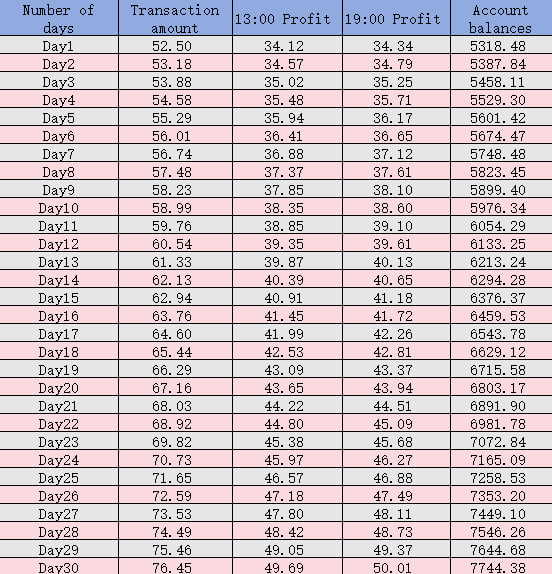 Number of days	Transaction amount	13:00 Profit	19:00 Profit	Account balances
Day1	52.50	34.12	34.34	5318.48
Day2	53.18	34.57	34.79	5387.84
Day3	53.88	35.02	35.25	5458.11
Day4	54.58	35.48	35.71	5529.30
Day5	55.29	35.94	36.17	5601.42
Day6	56.01	36.41	36.65	5674.47
Day7	56.74	36.88	37.12	5748.48
Day8	57.48	37.37	37.61	5823.45
Day9	58.23	37.85	38.10	5899.40
Day10	58.99	38.35	38.60	5976.34
Day11	59.76	38.85	39.10	6054.29
Day12	60.54	39.35	39.61	6133.25
Day13	61.33	39.87	40.13	6213.24
Day14	62.13	40.39	40.65	6294.28
Day15	62.94	40.91	41.18	6376.37
Day16	63.76	41.45	41.72	6459.53
Day17	64.60	41.99	42.26	6543.78
Day18	65.44	42.53	42.81	6629.12
Day19	66.29	43.09	43.37	6715.58
Day20	67.16	43.65	43.94	6803.17
Day21	68.03	44.22	44.51	6891.90
Day22	68.92	44.80	45.09	6981.78
Day23	69.82	45.38	45.68	7072.84
Day24	70.73	45.97	46.27	7165.09
Day25	71.65	46.57	46.88	7258.53
Day26	72.59	47.18	47.49	7353.20
Day27	73.53	47.80	48.11	7449.10
Day28	74.49	48.42	48.73	7546.26
Day29	75.46	49.05	49.37	7644.68
Day30	76.45	49.69	50.01	7744.38